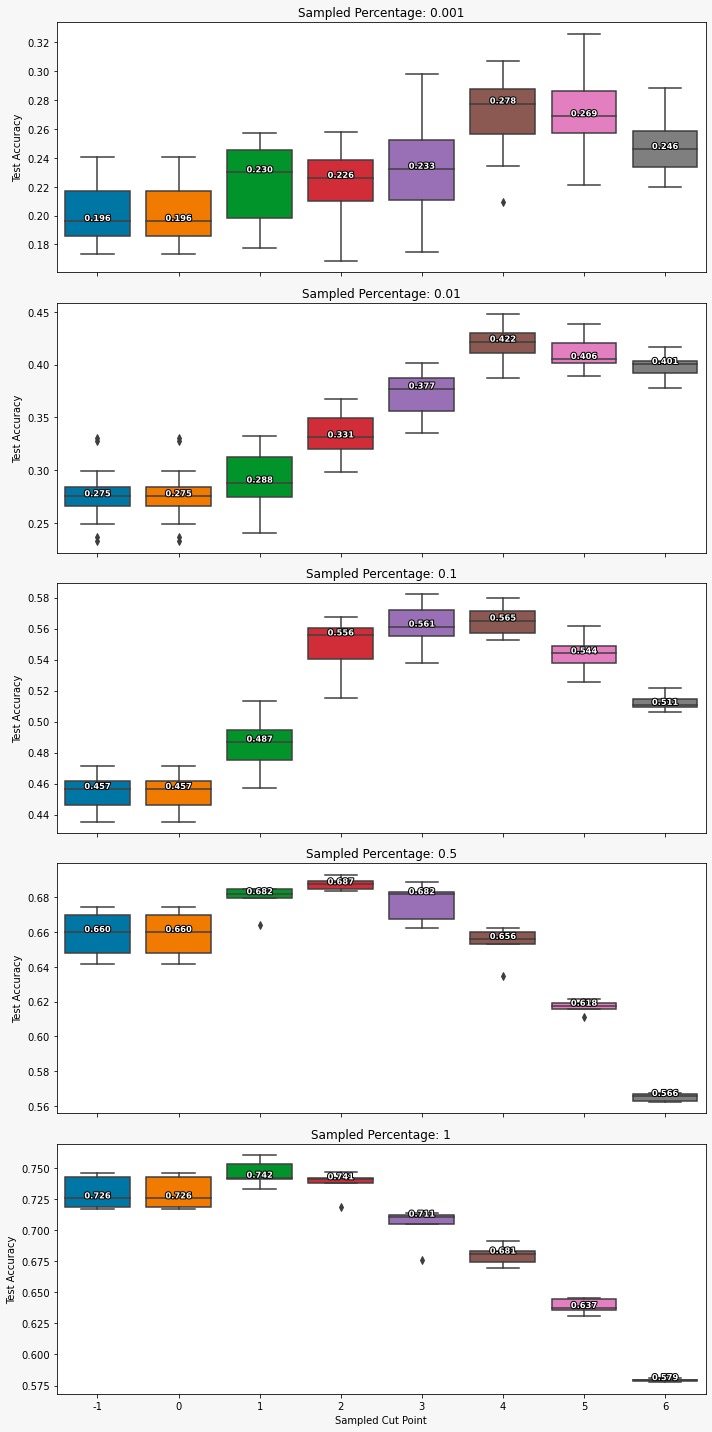 Sampled Percentage: 0.001
0.32
0.30
0.28
0.26
0.24
0.22
0.20
0.18
Test Accuracy
0.196 0.196 0.230 0.226 0.233 0.278 0.269 0.246
Sampled Percentage: 0.01
0.45
0.40
0.35
0.30
0.25
Test Accuracy
0.275 0.275 0.288 0.331 0.377 0.422 0.406 0.401
Sampled Percentage: 0.1
0.58
0.56
0.54
0.52
0.50
0.48
0.46
0.44
Test Accuracy
0.457 0.457 0.487 0.556 0.561 0.565 0.544 0.511
Sampled Percentage: 0.5
0.68
0.66
0.64
0.62
0.60
0.58
0.56
Test Accuracy
0.660 0.660 0.682 0.687 0.682 0.656 0.618 0.566
Sampled Percentage: 1
0.750
0.725
0.700
0.675
0.650
0.625
0.600
0.575
Test Accuracy
0.726 0.726 0.742 0.741 0.711 0.681 0.637 0.579
-1 0 1 2 3 4 5 6
Sampled Cut Point